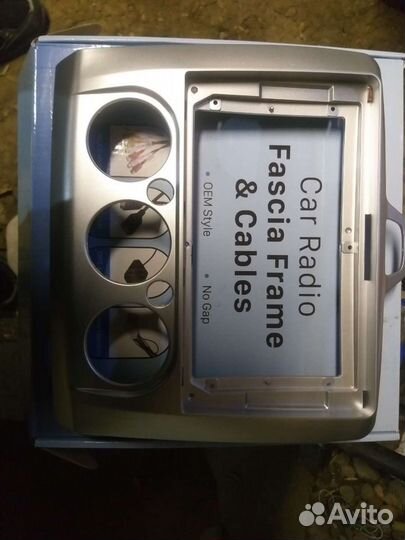 Car Radio
Fascia Frame
& Cables
• OEM Style
• No Gap
Avito